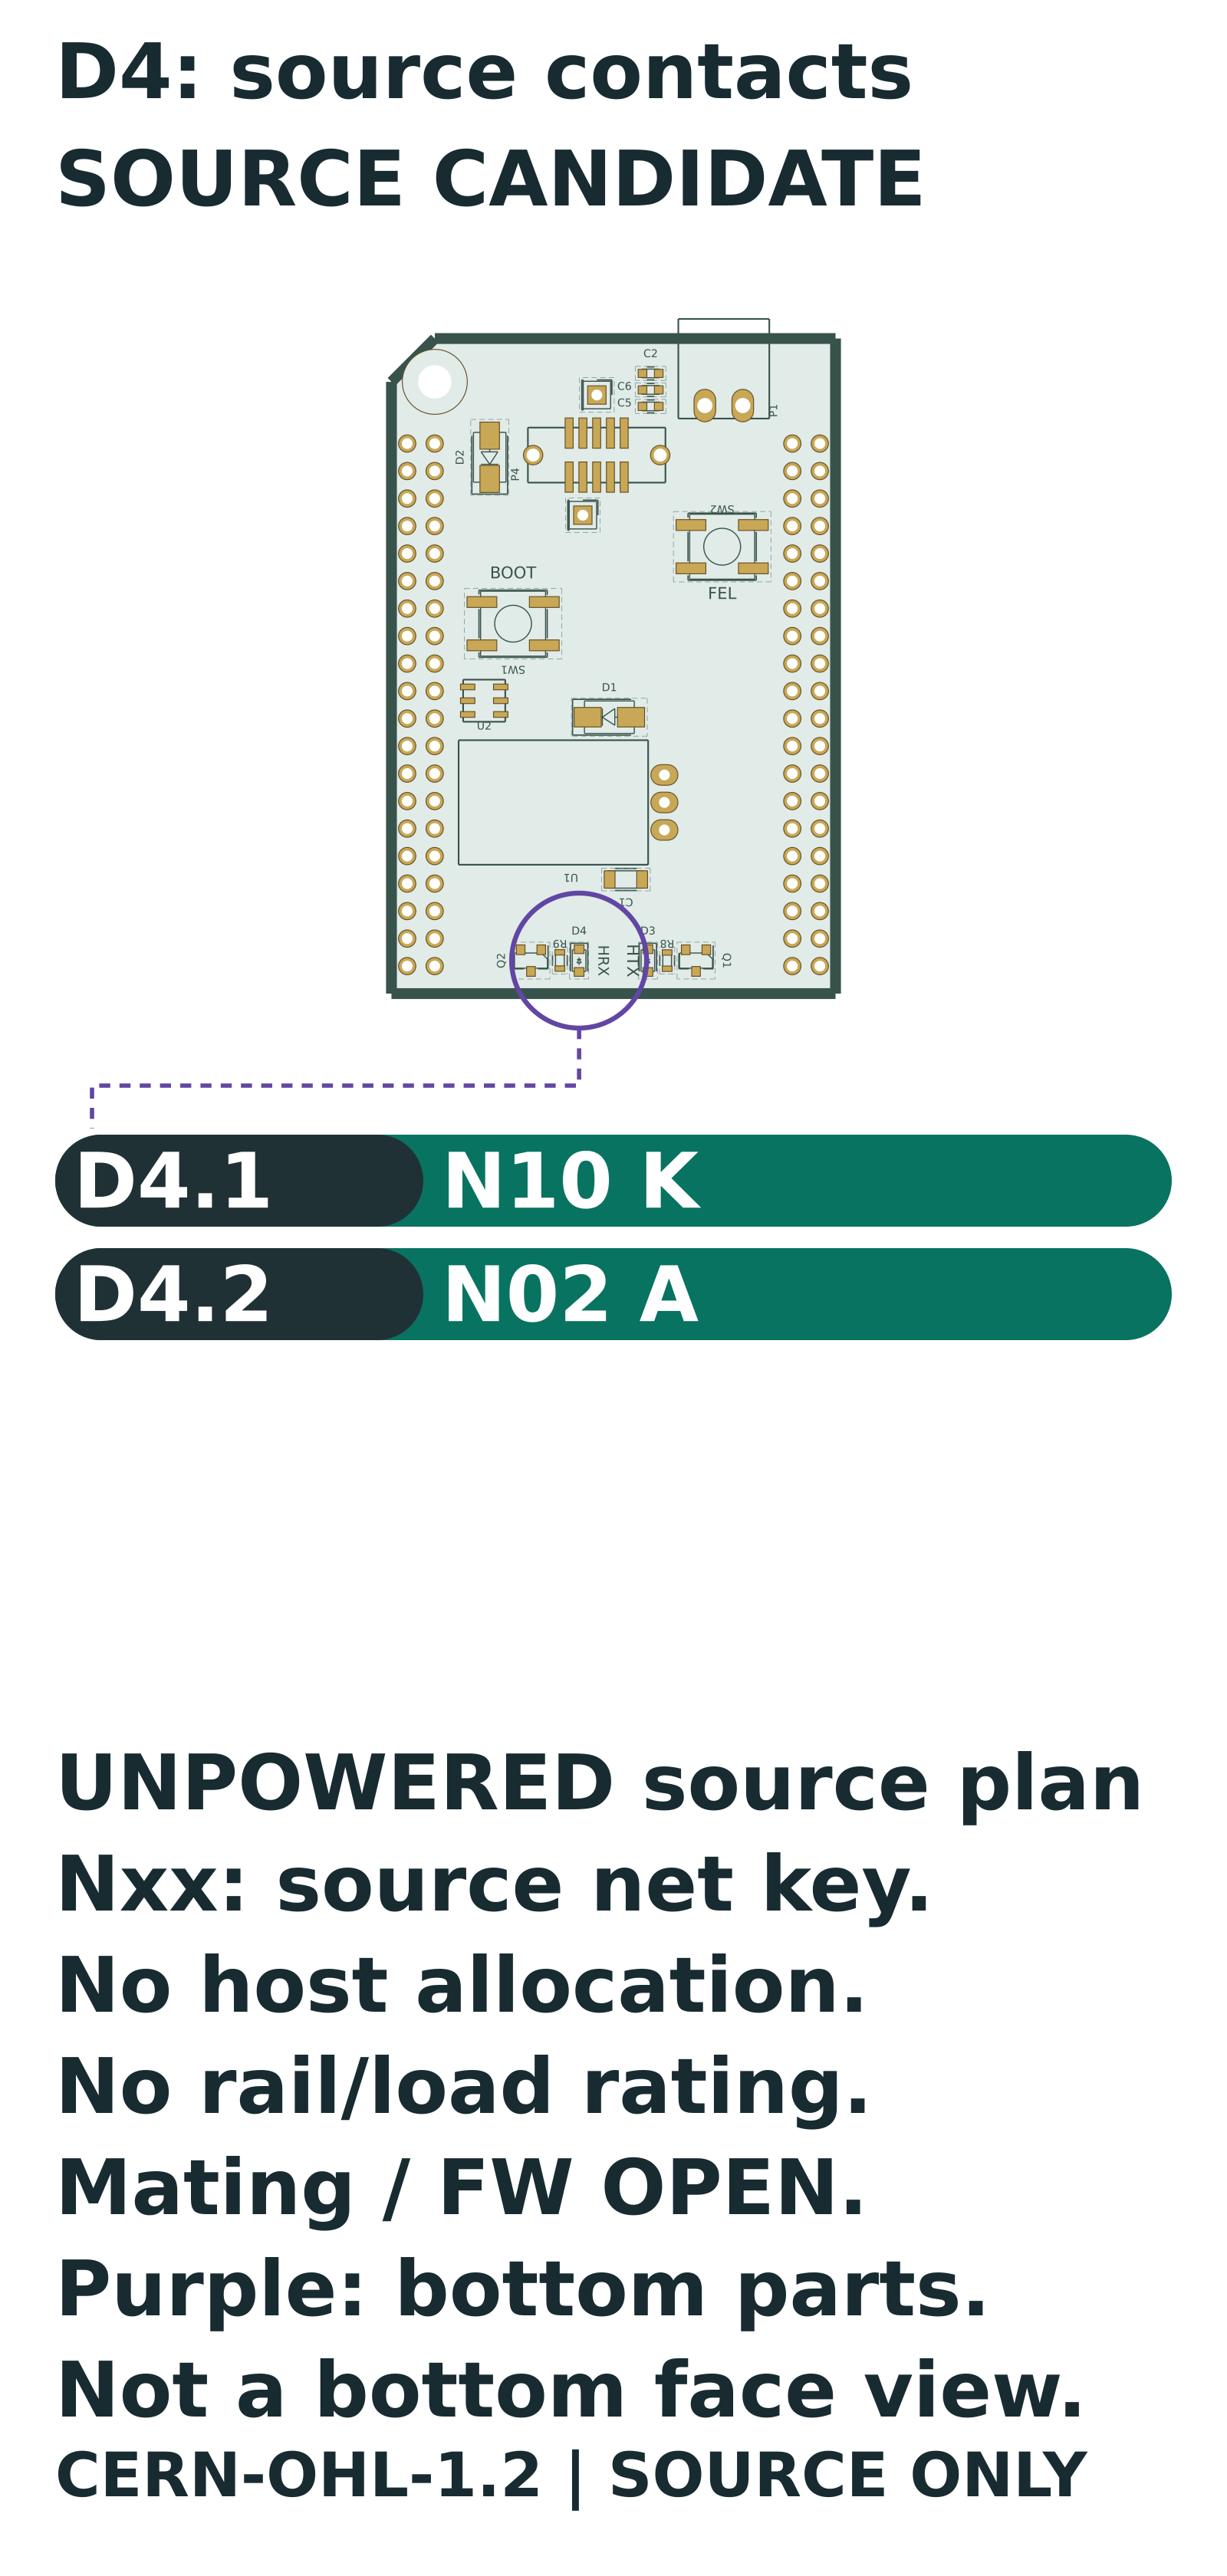 D4: source contacts
SOURCE CANDIDATE
C2
C6
C5
P1
D2
P4
SW2
BOOT
FEL
SW1
D1
U2
U1
C1
D4
D3
Q2
R9
HRX
HTX
R8
Q1
D4.1 N10 K
D4.2 N02 A
UNPOWERED source plan
Nxx: source net key.
No host allocation.
No rail/load rating.
Mating / FW OPEN.
Purple: bottom parts.
Not a bottom face view.
CERN-OHL-1.2 | SOURCE ONLY